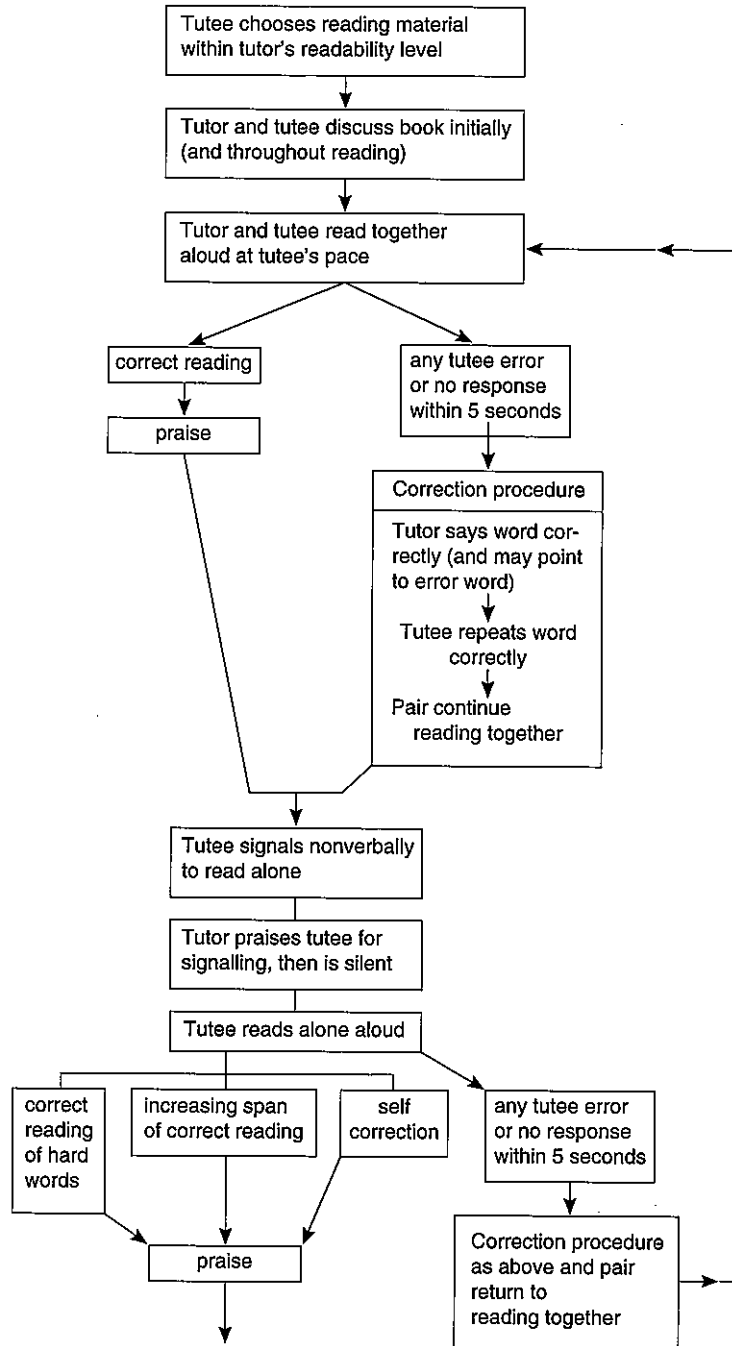 Tutee chooses reading material
within tutor's readability level
Tutor and tutee discuss book initially
(and throughout reading)
Tutor and tutee read together
aloud at tutee's pace
correct reading
praise
any tutee error
or no response
within 5 seconds
Correction procedure
Tutor says word cor-
rectly (and may point
to error word)
Tutee repeats word
correctly
Pair continue
reading together
Tutee signals nonverbally
to read alone
Tutor praises tutee for
signalling, then is silent
Tutee reads alone aloud
correct
reading
of hard
words
increasing span
of correct reading
self
correction
praise
any tutee error
or no response
within 5 seconds
Correction procedure
as above and pair
return to
reading together